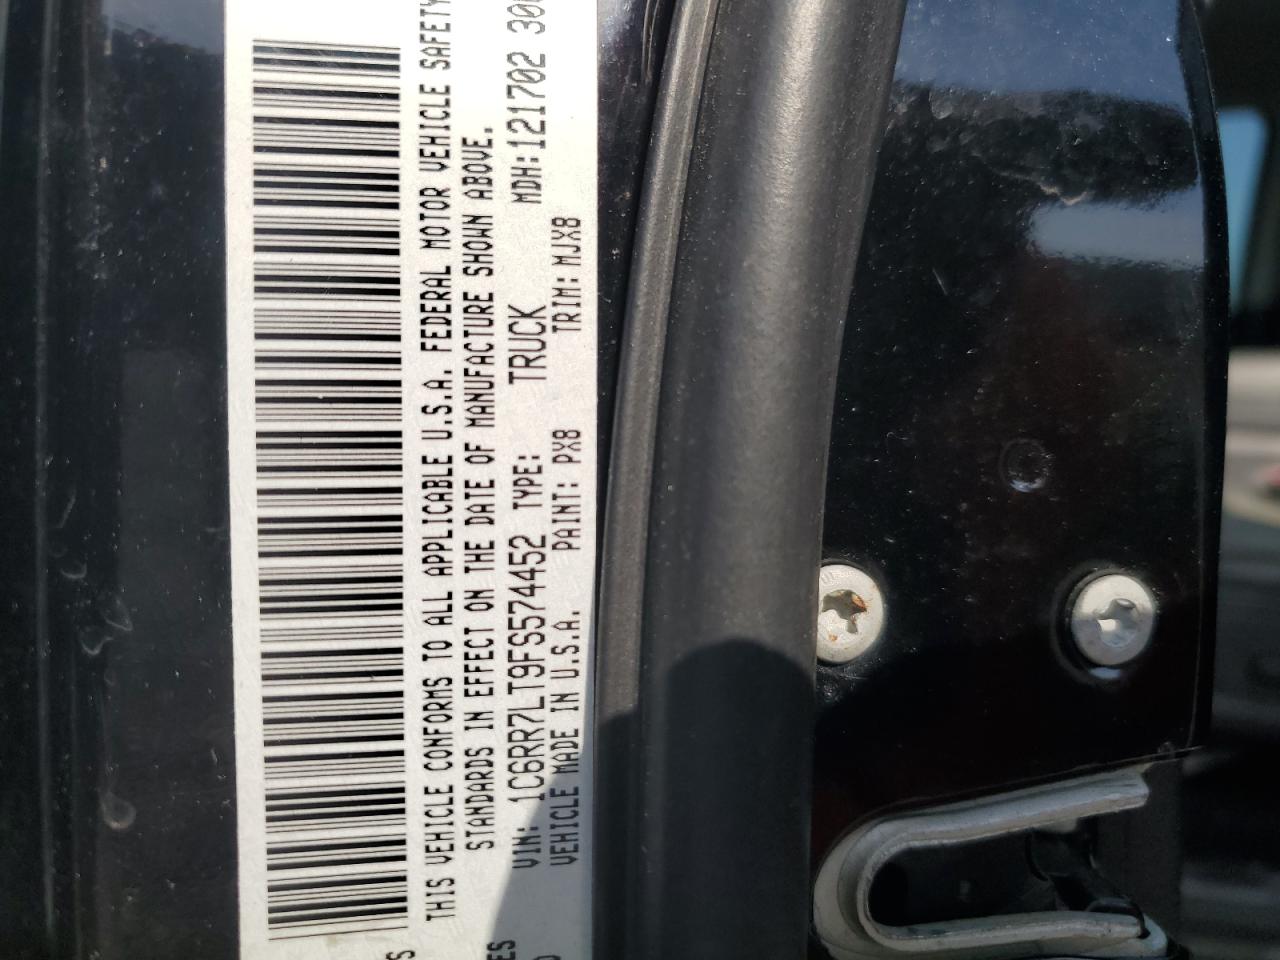 THIS VEHICLE CONFORMS TO ALL APPLICABLE U.S.A. FEDERAL MOTOR VEHICLE SAFETY
STANDARDS IN EFFECT ON THE DATE OF MANUFACTURE SHOWN ABOVE.
VIN: 1C6RR7LT9FS574452 TYPE: TRUCK MDH:121702
VEHICLE MADE IN U.S.A. PAINT: PX8 TRIM: MJX8